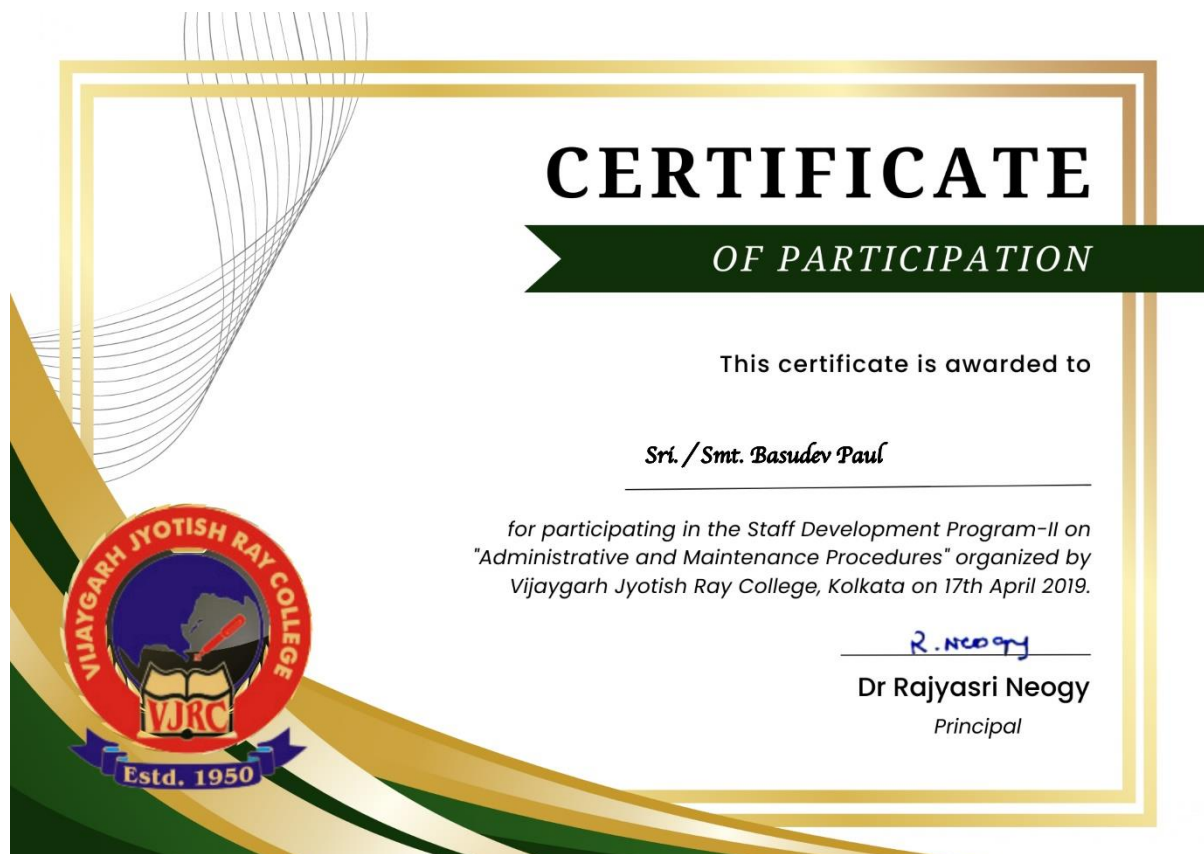 CERTIFICATE
OF PARTICIPATION
This certificate is awarded to
Sri. / Smt. Basudev Paul
for participating in the Staff Development Program-II on
"Administrative and Maintenance Procedures" organized by
Vijaygarh Jyotish Ray College, Kolkata on 17th April 2019.
R. Neogy
Dr Rajyasri Neogy
Principal
VIJAYGARH JYOTISH RAY COLLEGE
VJRC
Estd. 1950